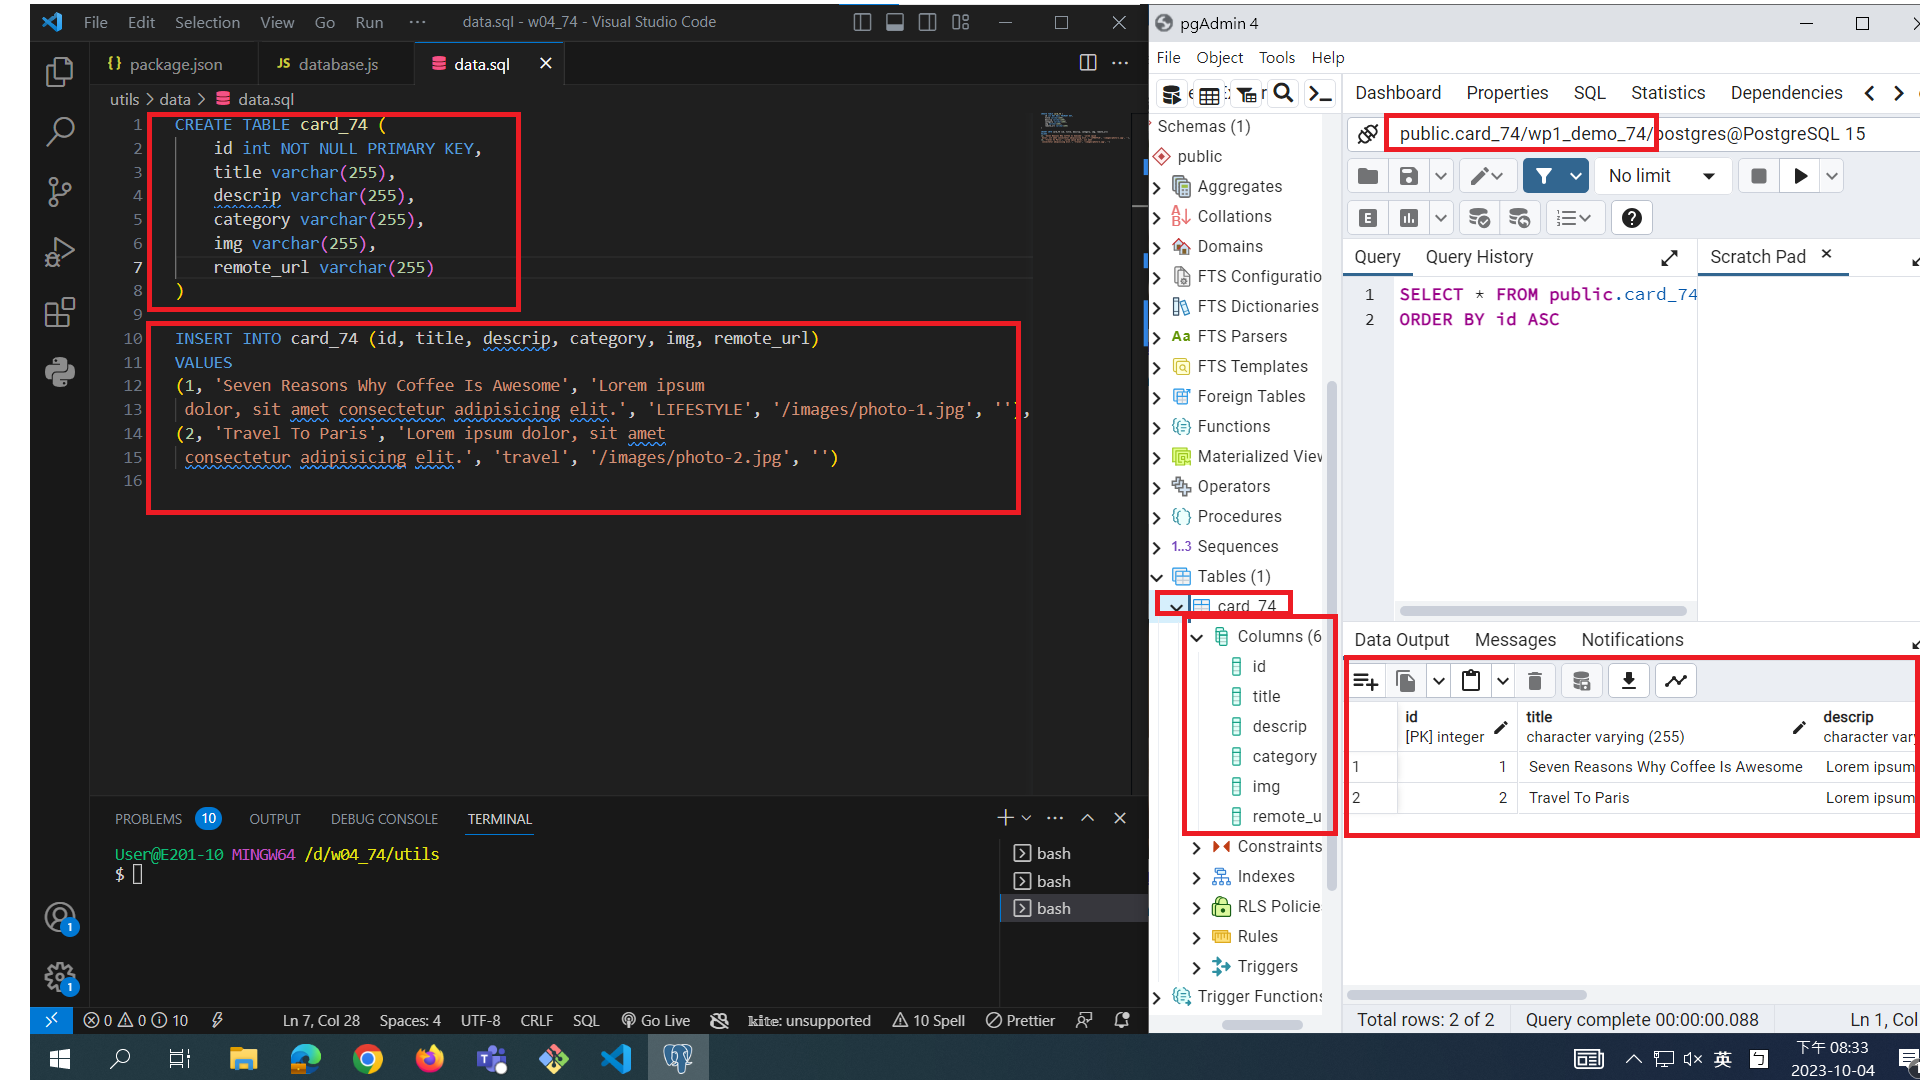 File Edit Selection View Go Run ··· data.sql - w04_74 - Visual Studio Code
{} package.json JS database.js data.sql
utils > data > data.sql
1 CREATE TABLE card_74 (
2 id int NOT NULL PRIMARY KEY,
3 title varchar(255),
4 descrip varchar(255),
5 category varchar(255),
6 img varchar(255),
7 remote_url varchar(255)
8 )
9
10 INSERT INTO card_74 (id, title, descrip, category, img, remote_url)
11 VALUES
12 (1, 'Seven Reasons Why Coffee Is Awesome', 'Lorem ipsum
13 dolor, sit amet consectetur adipisicing elit.', 'LIFESTYLE', '/images/photo-1.jpg', ''),
14 (2, 'Travel To Paris', 'Lorem ipsum dolor, sit amet
15 consectetur adipisicing elit.', 'travel', '/images/photo-2.jpg', '')
16
PROBLEMS 10 OUTPUT DEBUG CONSOLE TERMINAL
User@E201-10 MINGW64 /d/w04_74/utils
$
bash
bash
bash
1
1
0 0 10 Ln 7, Col 28 Spaces: 4 UTF-8 CRLF SQL Go Live kite: unsupported 10 Spell Prettier
pgAdmin 4
File Object Tools Help
Schemas (1)
public
Aggregates
Collations
Domains
FTS Configuratio
FTS Dictionaries
Aa FTS Parsers
FTS Templates
Foreign Tables
Functions
Materialized View
Operators
Procedures
1..3 Sequences
Tables (1)
card_74
Columns (6
id
title
descrip
category
img
remote_u
Constraints
Indexes
RLS Policie
Rules
Triggers
Trigger Functions
Dashboard Properties SQL Statistics Dependencies
public.card_74/wp1_demo_74/postgres@PostgreSQL 15
No limit
E
Query Query History Scratch Pad
1 SELECT * FROM public.card_74
2 ORDER BY id ASC
Data Output Messages Notifications
id title descrip
[PK] integer character varying (255) character vary
1 1 Seven Reasons Why Coffee Is Awesome Lorem ipsum
2 2 Travel To Paris Lorem ipsum
Total rows: 2 of 2 Query complete 00:00:00.088 Ln 1, Col
英 下午 08:33
2023-10-04